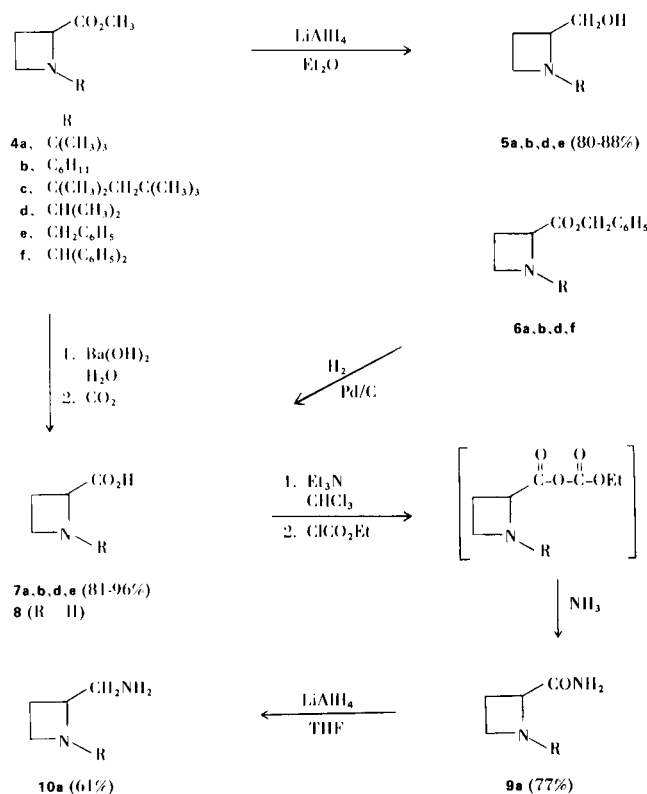 CO₂CH₃
N
R
LiAlH₄
Et₂O
CH₂OH
N
R
R
4a, C(CH₃)₃
b, C₆H₁₁
c, C(CH₃)₂CH₂C(CH₃)₃
d, CH(CH₃)₂
e, CH₂C₆H₅
f, CH(C₆H₅)₂
5a,b,d,e (80-88%)
CO₂CH₂C₆H₅
N
R
6a,b,d,f
1. Ba(OH)₂
H₂O
2. CO₂
H₂
Pd/C
CO₂H
N
R
7a,b,d,e (81-96%)
8 (R H)
1. Et₃N
CHCl₃
2. ClCO₂Et
O O
C-O-C-OEt
N
R
NH₃
CH₂NH₂
N
R
10a (61%)
LiAlH₄
THF
CONH₂
N
R
9a (77%)